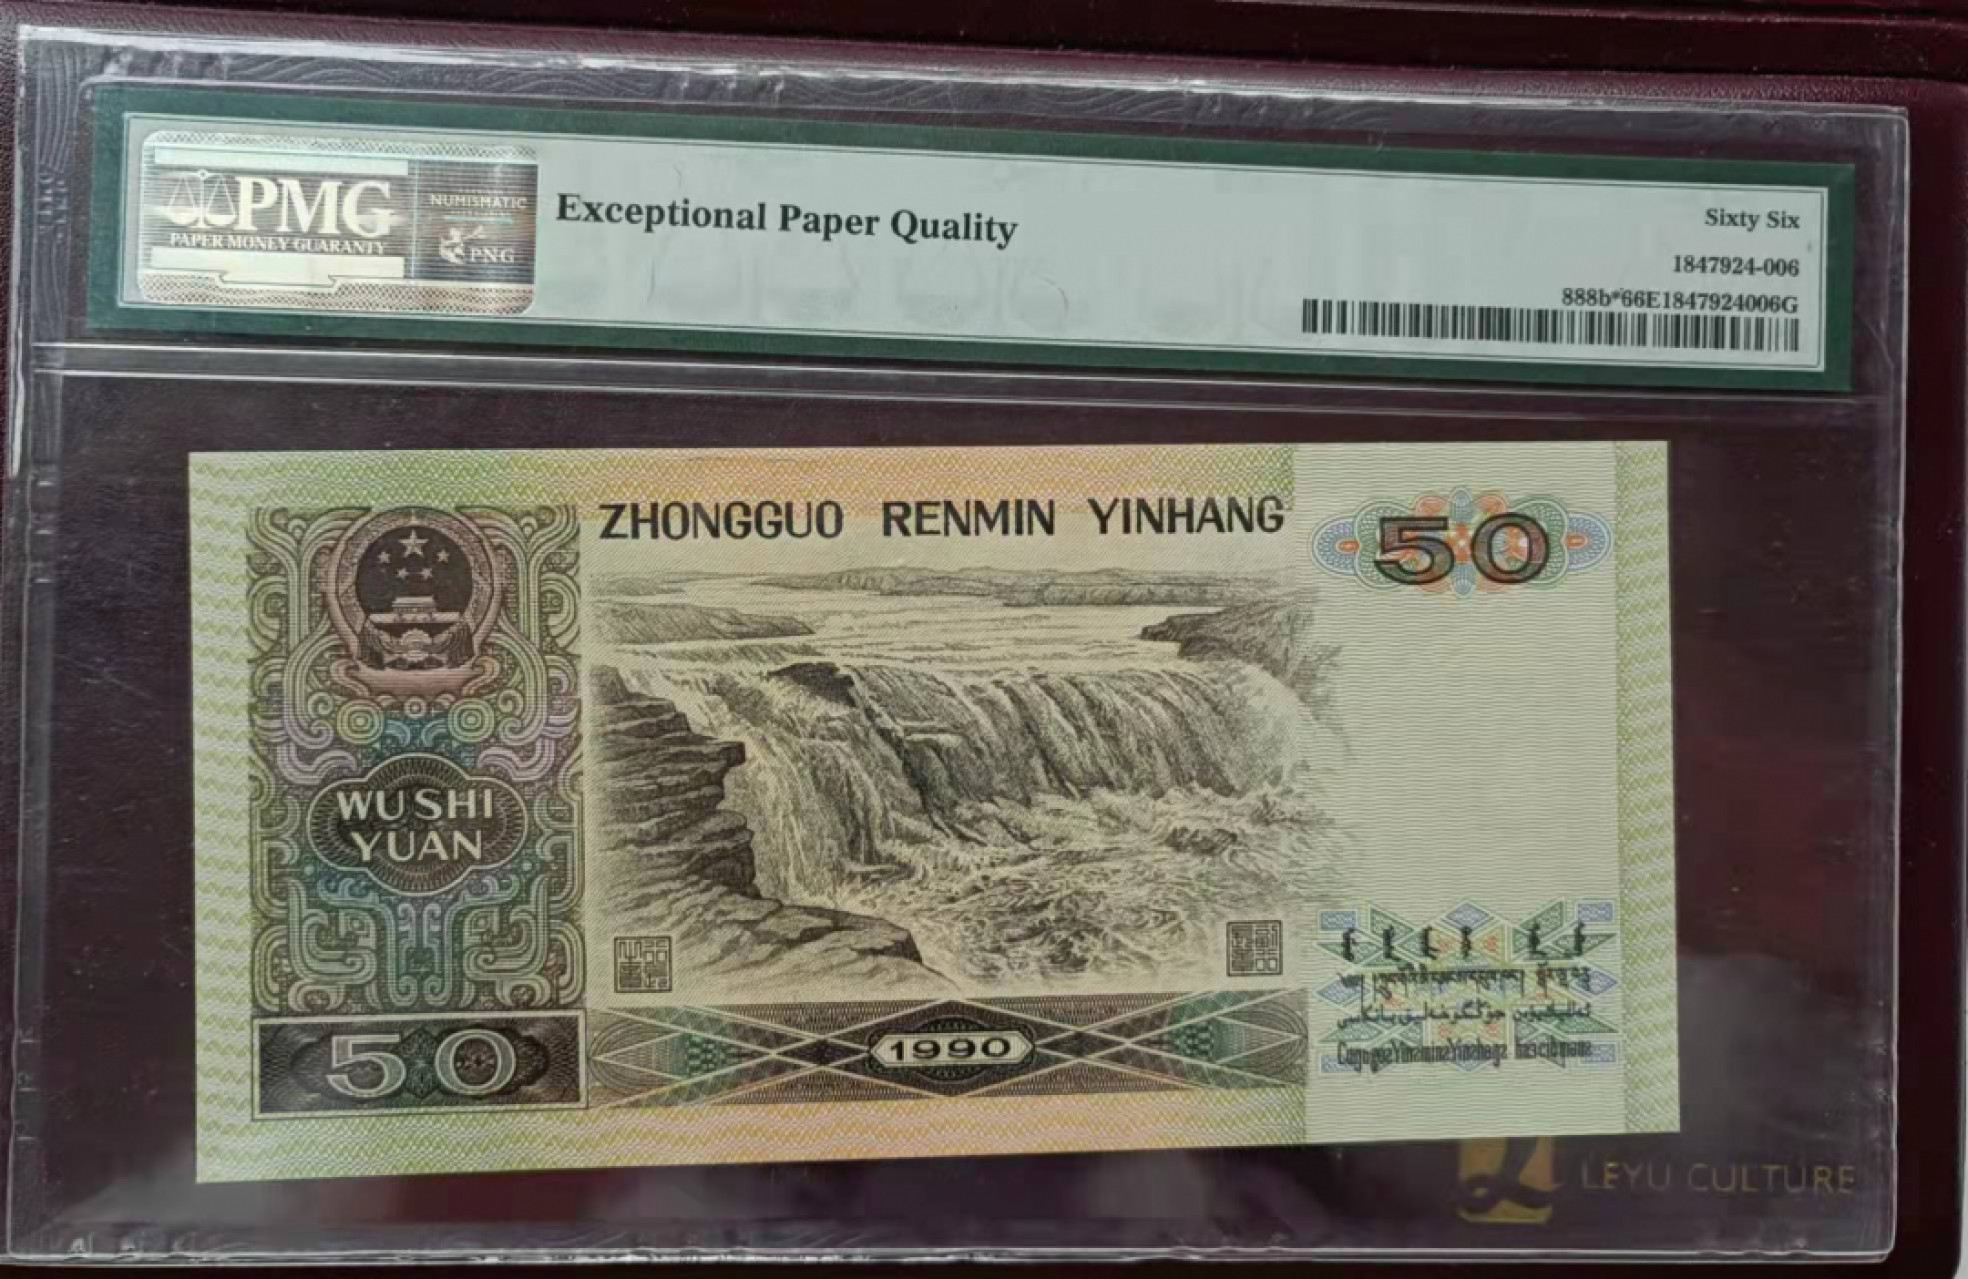 PMG
PAPER MONEY GUARANTY
NUMISMATIC
PNG
Exceptional Paper Quality
Sixty Six
1847924-006
888b*66E1847924006G
ZHONGGUO RENMIN YINHANG
50
WU SHI
YUAN
50
1990
LEYU CULTURE